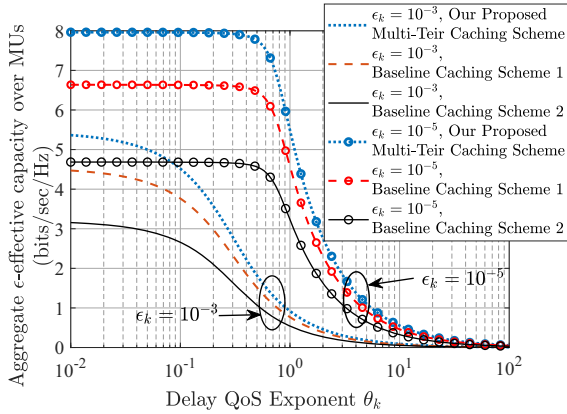 Aggregate ϵ-effective capacity over MUs
(bits/sec/Hz)
8
7
6
5
4
3
2
1
0
10^-2
10^-1
10^0
10^1
10^2
Delay QoS Exponent θ_k
ϵ_k = 10^-3, Our Proposed
Multi-Teir Caching Scheme
ϵ_k = 10^-3,
Baseline Caching Scheme 1
ϵ_k = 10^-3,
Baseline Caching Scheme 2
ϵ_k = 10^-5, Our Proposed
Multi-Teir Caching Scheme
ϵ_k = 10^-5,
Baseline Caching Scheme 1
ϵ_k = 10^-5,
Baseline Caching Scheme 2
ϵ_k = 10^-5
ϵ_k = 10^-3